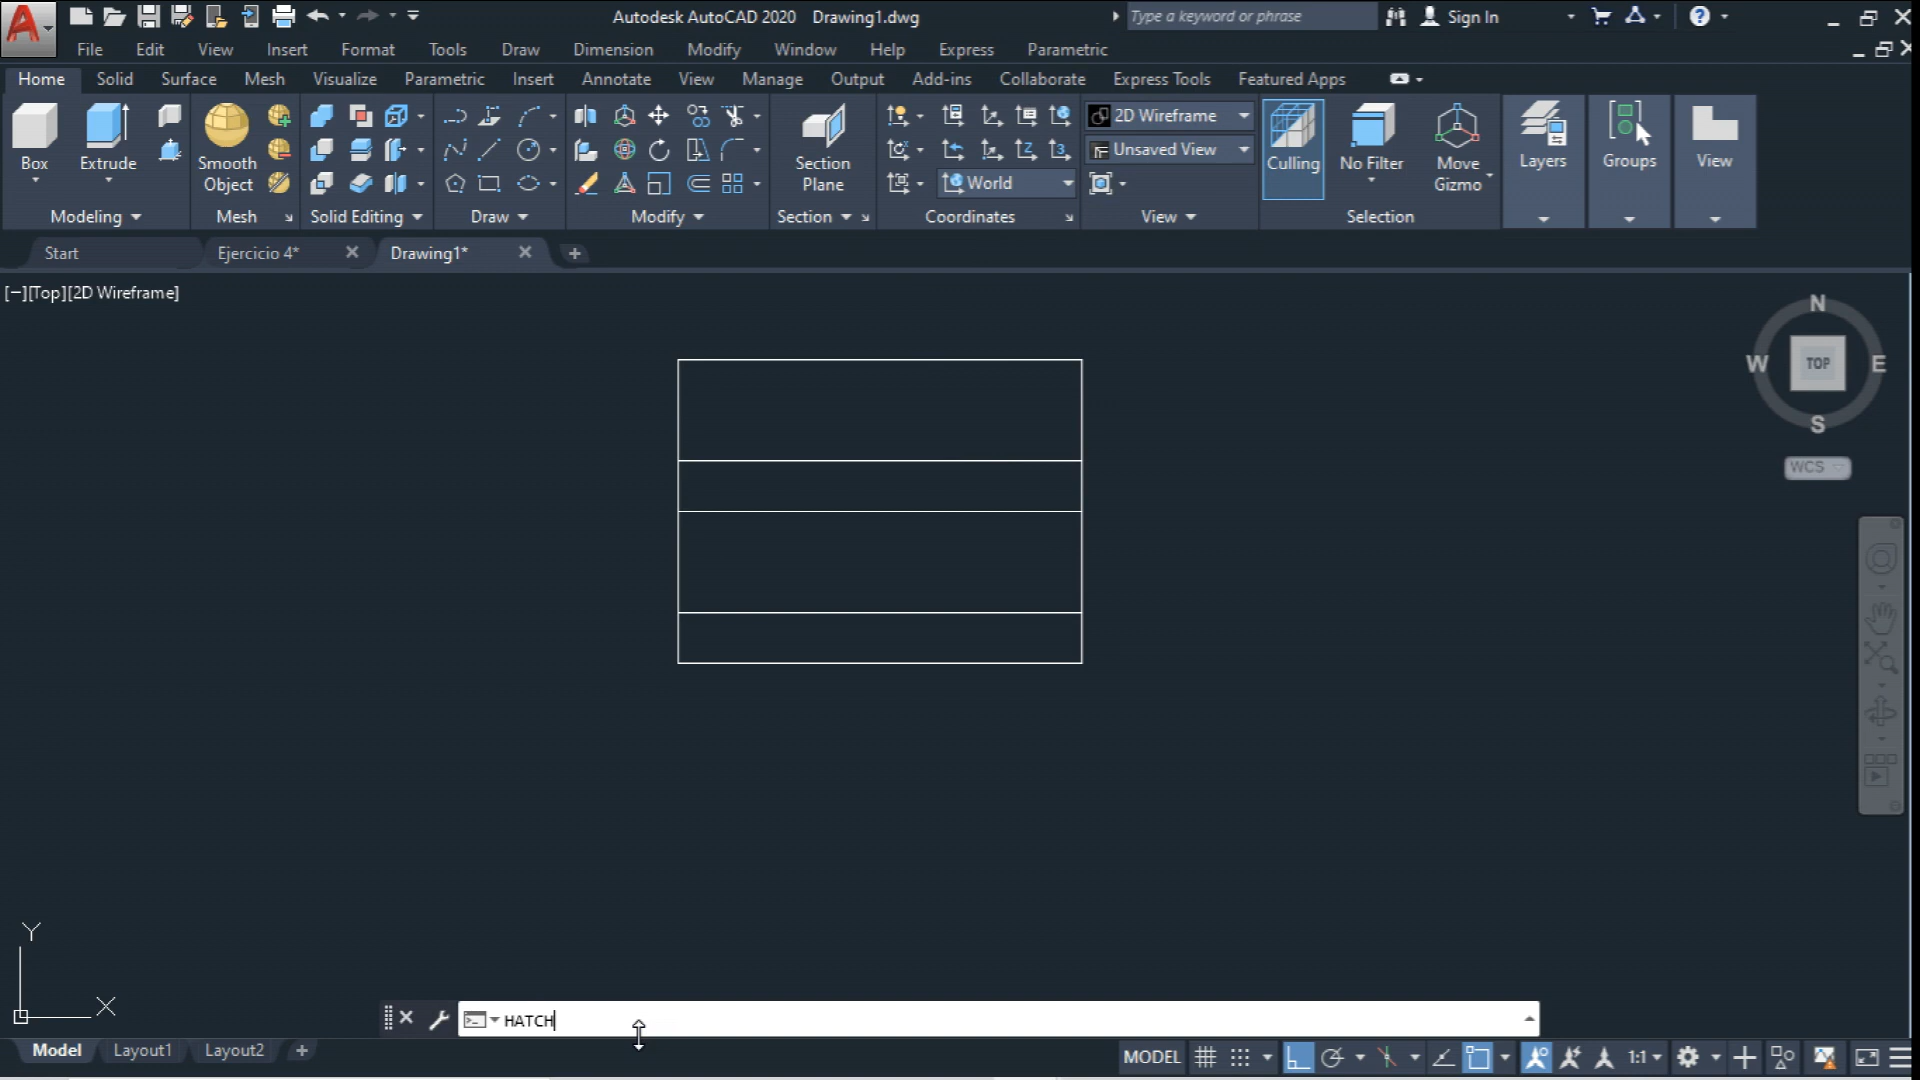 Autodesk AutoCAD 2020 Drawing1.dwg
Type a keyword or phrase
Sign In
File Edit View Insert Format Tools Draw Dimension Modify Window Help Express Parametric
Home Solid Surface Mesh Visualize Parametric Insert Annotate View Manage Output Add-ins Collaborate Express Tools Featured Apps
2D Wireframe
Unsaved View
World
Box
Extrude
Smooth
Object
Section
Plane
Culling
No Filter
Move
Gizmo
Layers
Groups
View
Modeling Mesh Solid Editing Draw Modify Section Coordinates View Selection
Start Ejercicio 4* Drawing1*
[−][Top][2D Wireframe]
N
W TOP E
S
WCS
Y
X
HATCH
Model Layout1 Layout2
MODEL 1:1